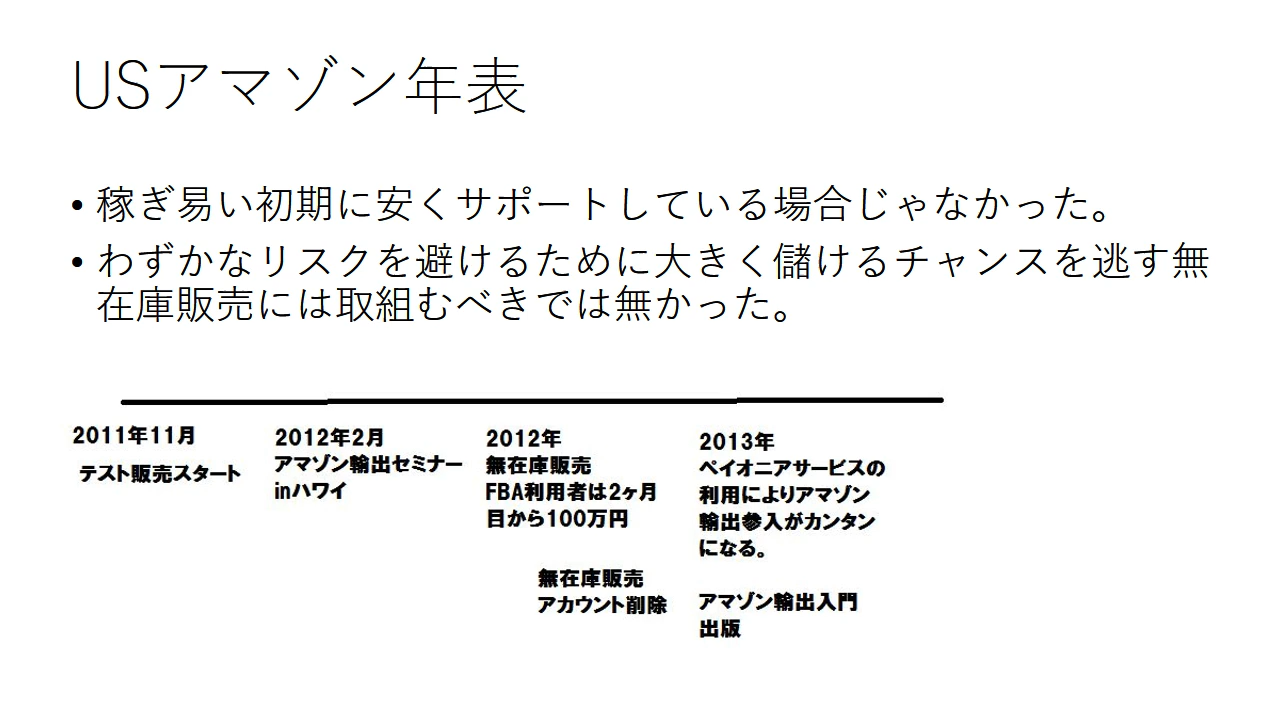 USアマゾン年表
• 稼ぎ易い初期に安くサポートしている場合じゃなかった。
• わずかなリスクを避けるために大きく儲けるチャンスを逃す無
在庫販売には取組むべきでは無かった。
2011年11月
テスト販売スタート
2012年2月
アマゾン輸出セミナー
inハワイ
2012年
無在庫販売
FBA利用者は2ヶ月
目から100万円
無在庫販売
アカウント削除
2013年
ペイオニアサービスの
利用によりアマゾン
輸出参入がカンタン
になる。
アマゾン輸出入門
出版